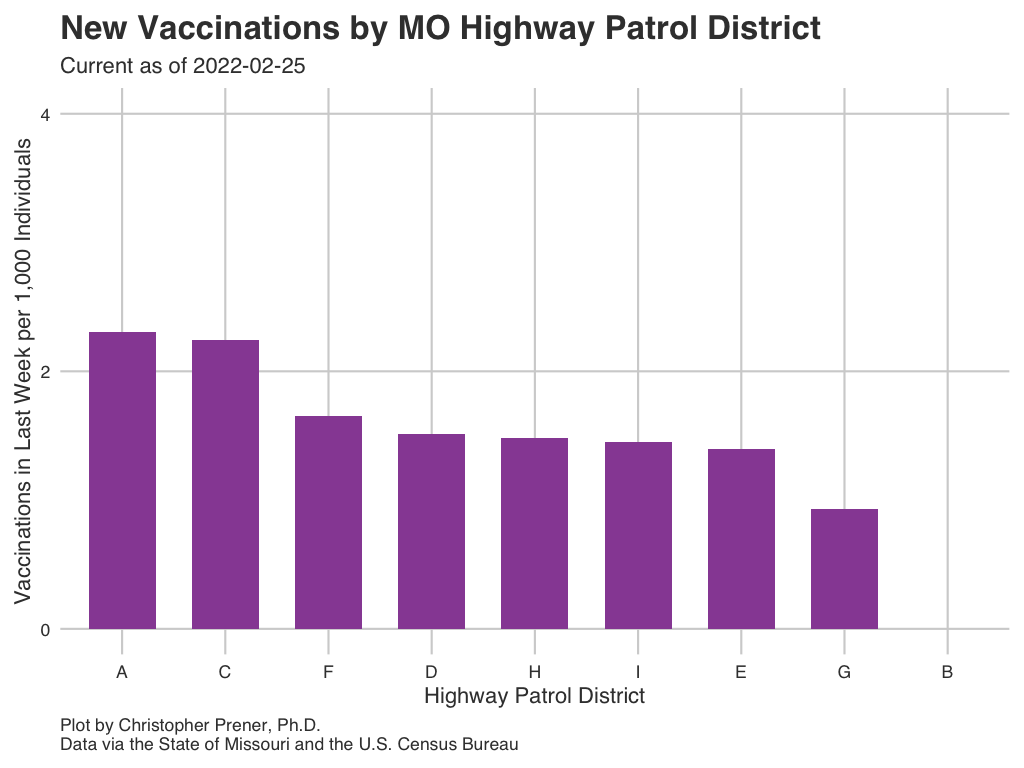 New Vaccinations by MO Highway Patrol District
Current as of 2022-02-25
Vaccinations in Last Week per 1,000 Individuals
4
2
0
A C F D H I E G B
Highway Patrol District
Plot by Christopher Prener, Ph.D.
Data via the State of Missouri and the U.S. Census Bureau